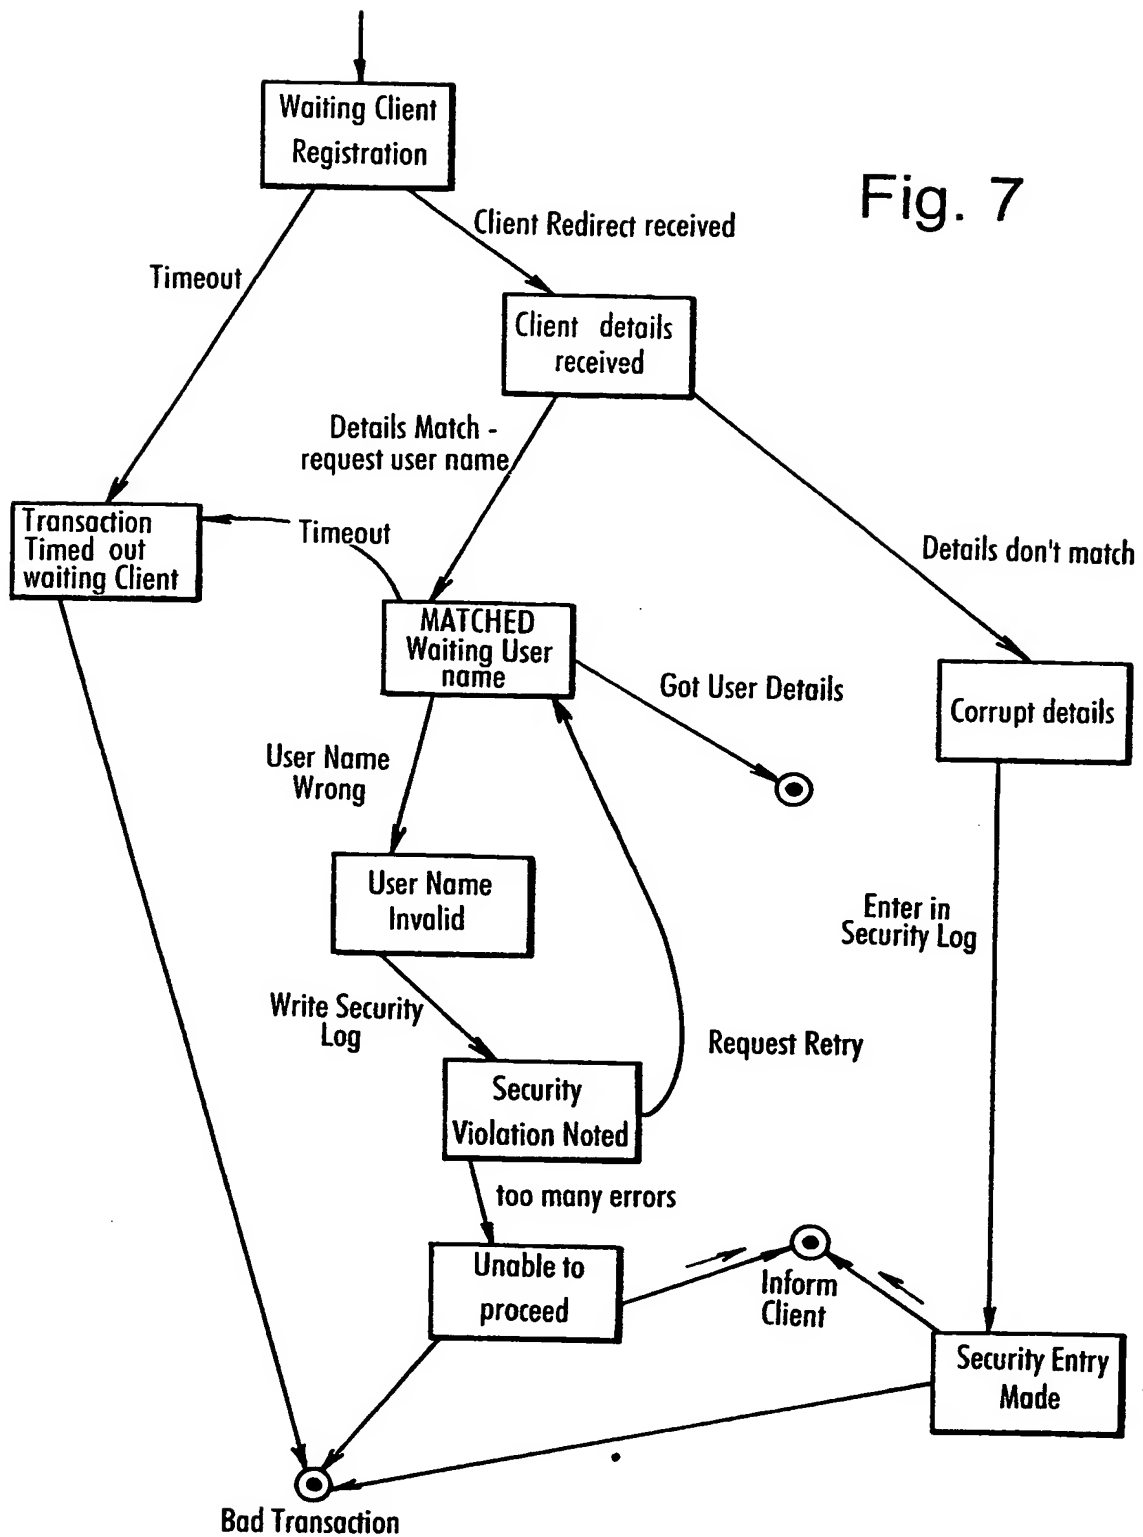 Waiting Client
Registration
Fig. 7
Client Redirect received
Timeout
Client details
received
Details Match -
request user name
Transaction
Timed out
waiting Client
Timeout
Details don't match
MATCHED
Waiting User
name
Got User Details
Corrupt details
User Name
Wrong
User Name
Invalid
Enter in
Security Log
Write Security
Log
Request Retry
Security
Violation Noted
too many errors
Unable to
proceed
Inform
Client
Security Entry
Made
Bad Transaction